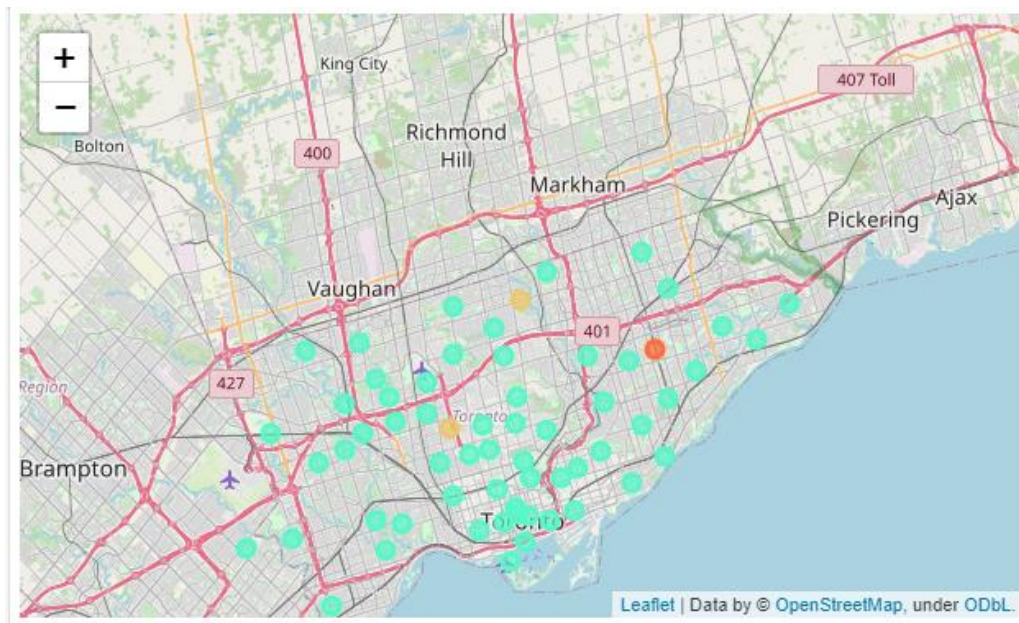 +
−
King City
407 Toll
Bolton
Richmond
Hill
400
Markham
Ajax
Pickering
Vaughan
401
427
Region
Toronto
Brampton
Toronto
Leaflet | Data by © OpenStreetMap, under ODbL.